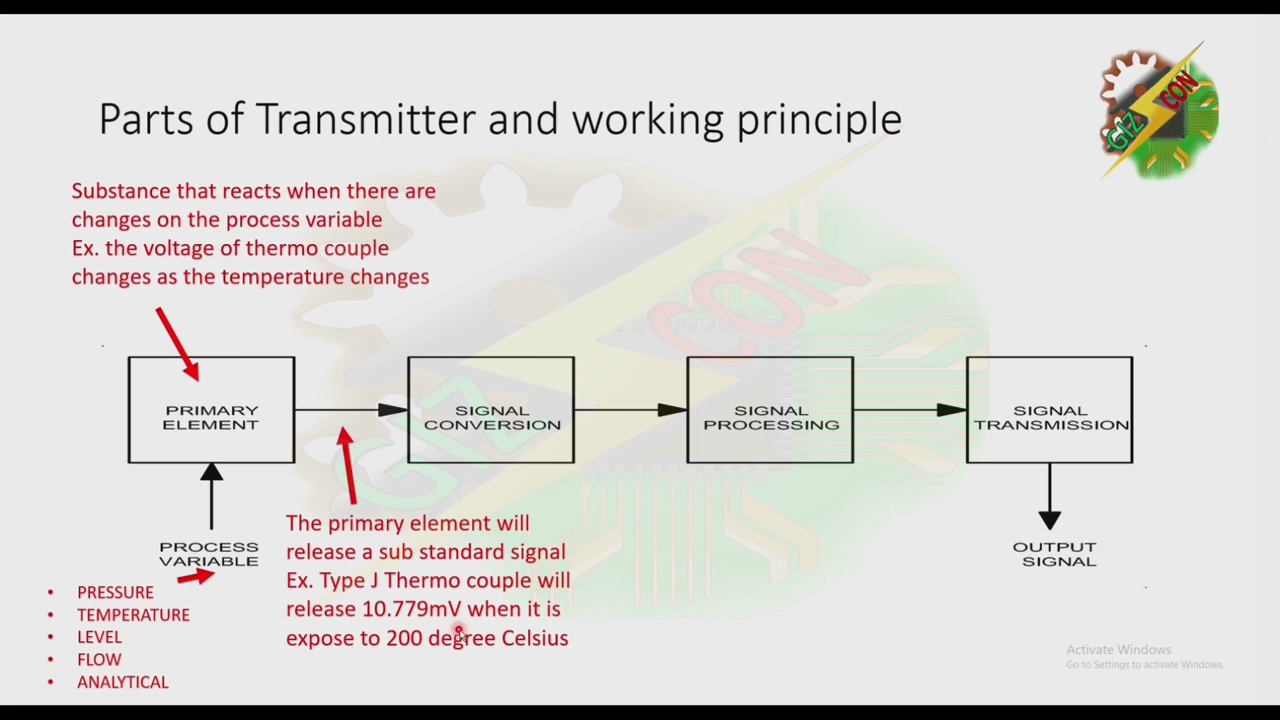 Parts of Transmitter and working principle
GIZ
CON
Substance that reacts when there are
changes on the process variable
Ex. the voltage of thermo couple
changes as the temperature changes
CON
GIZ
PRIMARY
ELEMENT
SIGNAL
CONVERSION
SIGNAL
PROCESSING
SIGNAL
TRANSMISSION
PROCESS
VARIABLE
OUTPUT
SIGNAL
The primary element will
release a sub standard signal
Ex. Type J Thermo couple will
release 10.779mV when it is
expose to 200 degree Celsius
• PRESSURE
• TEMPERATURE
• LEVEL
• FLOW
• ANALYTICAL
Activate Windows
Go to Settings to activate Windows.